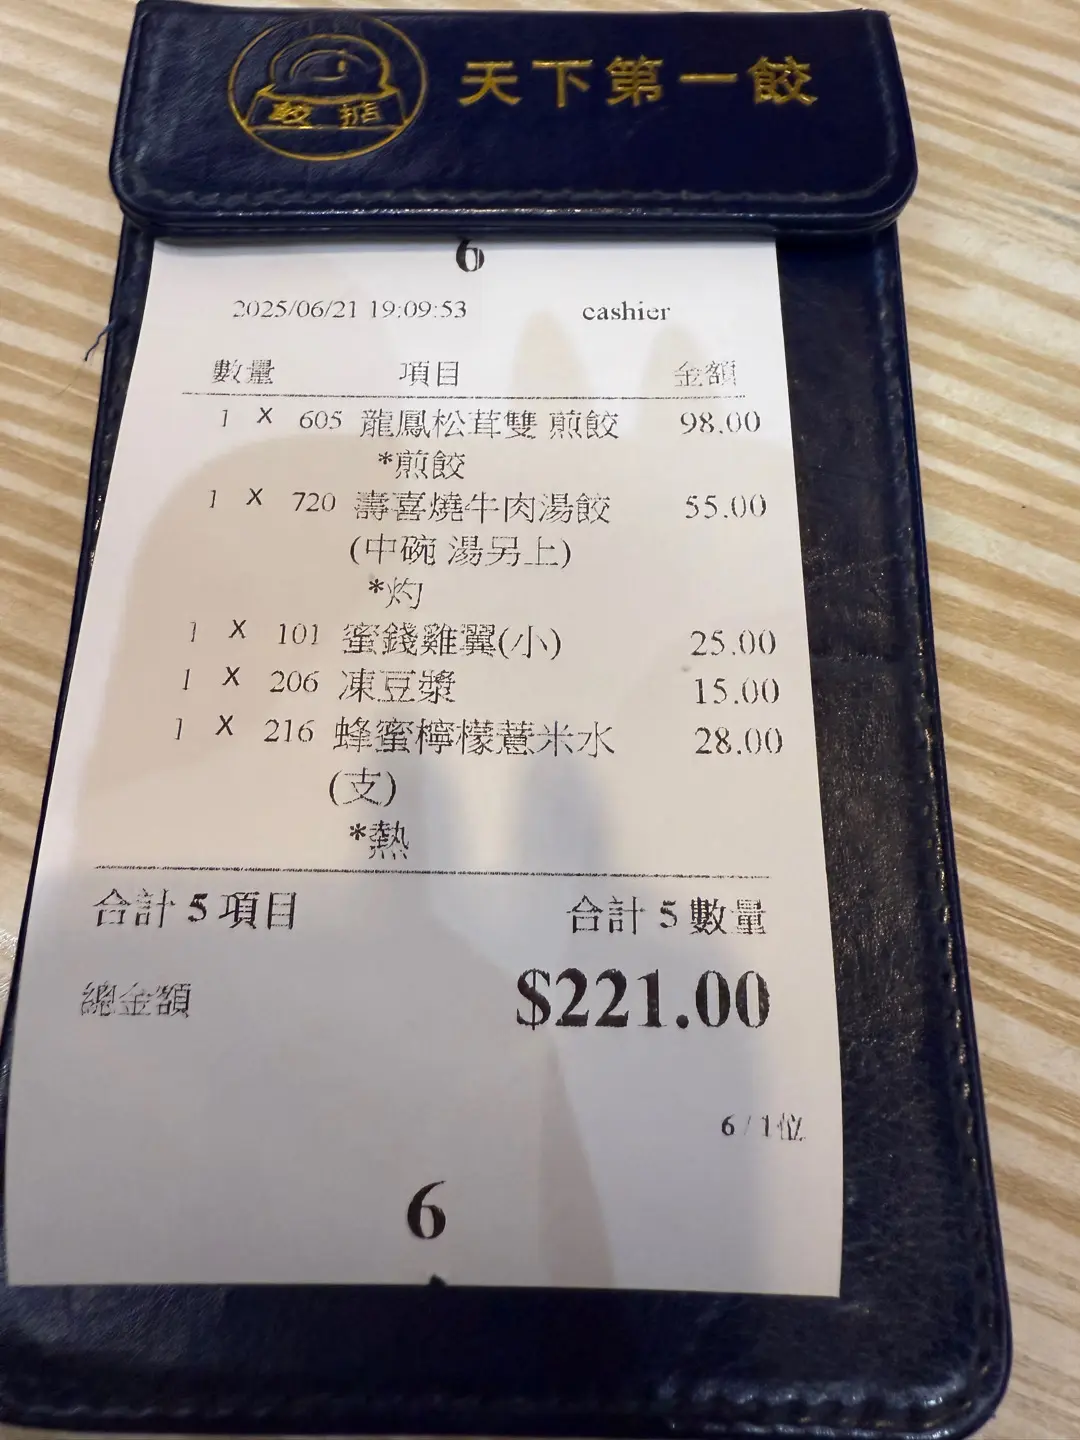 天下第一餃
6
2025/06/21 19:09:53 cashier
數量 項目 金額
1 X 605 龍鳳松茸雙 煎餃 98.00
*煎餃
1 X 720 壽喜燒牛肉湯餃 55.00
(中碗 湯另上)
*灼
1 X 101 蜜錢雞翼(小) 25.00
1 X 206 凍豆漿 15.00
1 X 216 蜂蜜檸檬薏米水 28.00
(支)
*熱
合計 5 項目 合計 5 數量
總金額 $221.00
6 / 1位
6